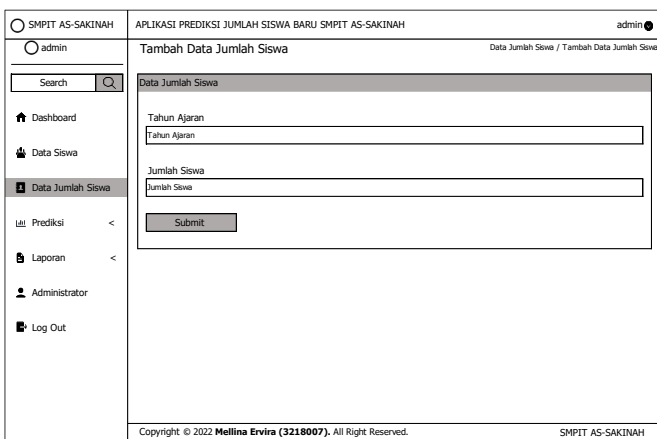 SMPIT AS-SAKINAH
APLIKASI PREDIKSI JUMLAH SISWA BARU SMPIT AS-SAKINAH
admin
admin
Tambah Data Jumlah Siswa
Data Jumlah Siswa / Tambah Data Jumlah Siswa
Search
Data Jumlah Siswa
Dashboard
Tahun Ajaran
Tahun Ajaran
Data Siswa
Jumlah Siswa
Jumlah Siswa
Data Jumlah Siswa
Submit
Prediksi <
Laporan <
Administrator
Log Out
Copyright © 2022 Mellina Ervira (3218007). All Right Reserved.
SMPIT AS-SAKINAH